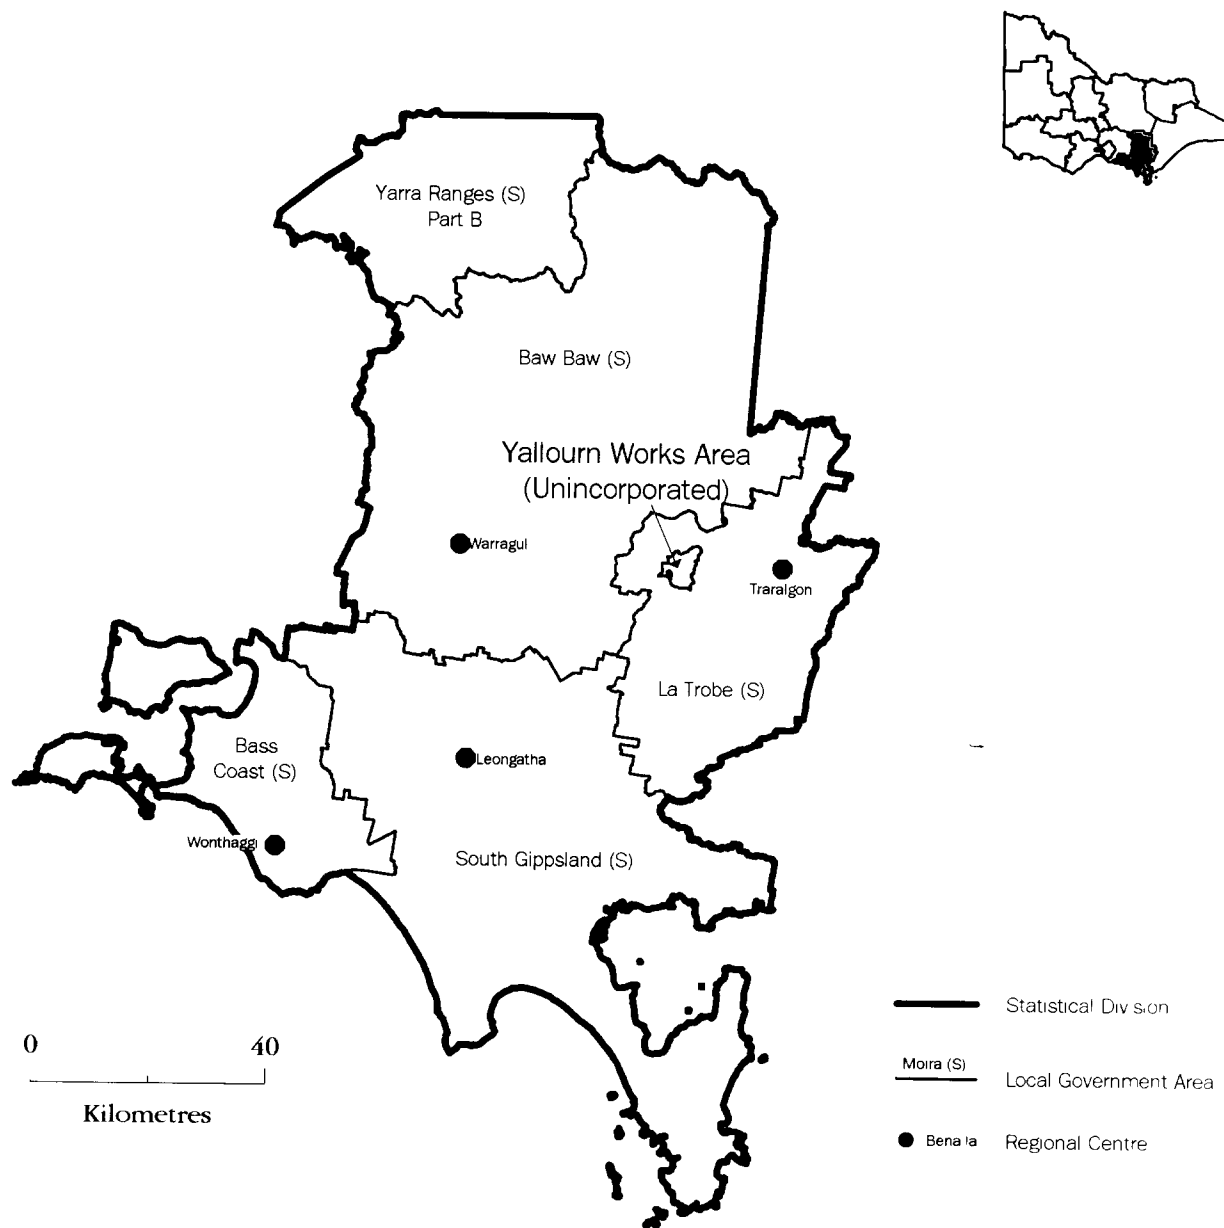 Yarra Ranges (S)
Part B
Baw Baw (S)
Yallourn Works Area
(Unincorporated)
Warragul
Traralgon
La Trobe (S)
Bass
Coast (S)
Leongatha
Wonthaggi
South Gippsland (S)
0 40
Kilometres
Statistical Division
Moira (S)
Local Government Area
Benalla Regional Centre